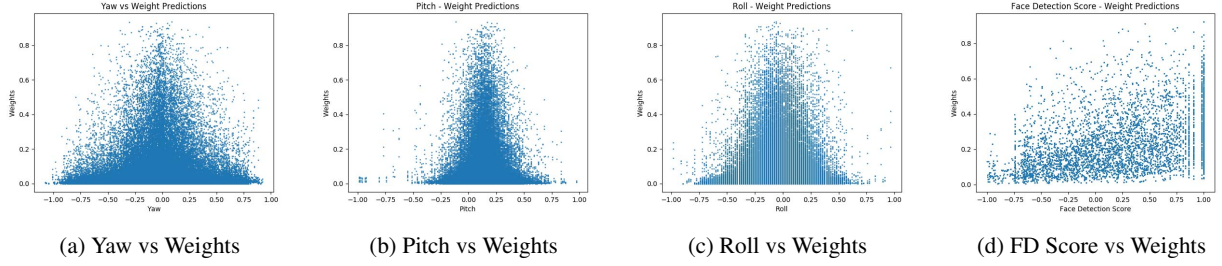 Yaw vs Weight Predictions
Weights
0.8
0.6
0.4
0.2
0.0
−1.00 −0.75 −0.50 −0.25 0.00 0.25 0.50 0.75 1.00
Yaw
(a) Yaw vs Weights
Pitch - Weight Predictions
Weights
0.8
0.6
0.4
0.2
0.0
−1.00 −0.75 −0.50 −0.25 0.00 0.25 0.50 0.75 1.00
Pitch
(b) Pitch vs Weights
Roll - Weight Predictions
Weights
0.8
0.6
0.4
0.2
0.0
−1.00 −0.75 −0.50 −0.25 0.00 0.25 0.50 0.75 1.00
Roll
(c) Roll vs Weights
Face Detection Score - Weight Predictions
Weights
0.8
0.6
0.4
0.2
0.0
−1.00 −0.75 −0.50 −0.25 0.00 0.25 0.50 0.75 1.00
Face Detection Score
(d) FD Score vs Weights